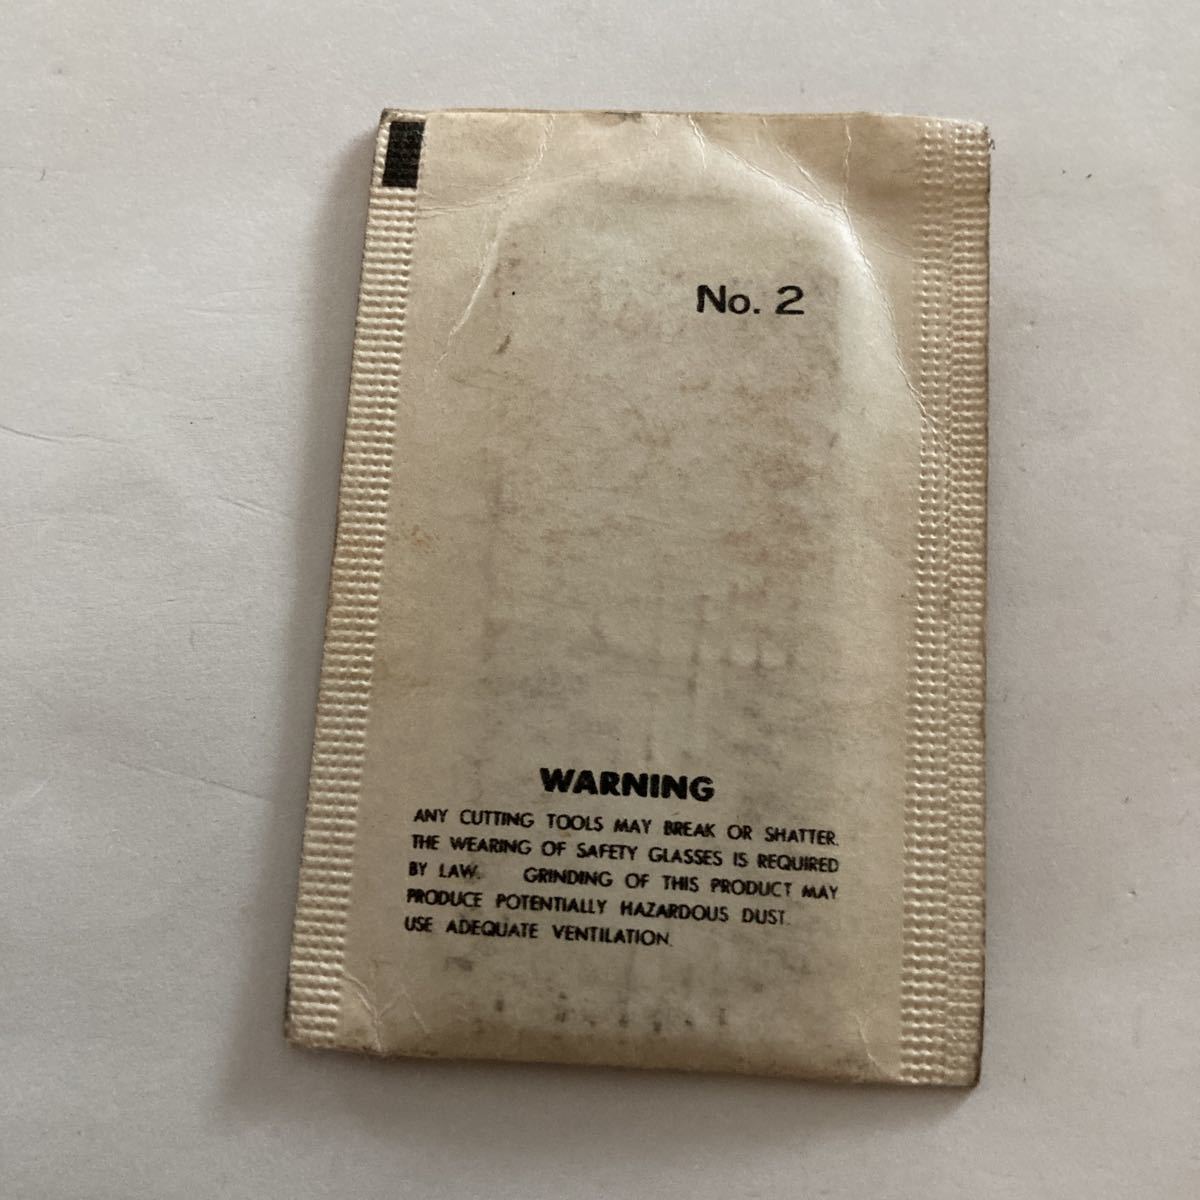 No. 2
WARNING
ANY CUTTING TOOLS MAY BREAK OR SHATTER.
THE WEARING OF SAFETY GLASSES IS REQUIRED
BY LAW. GRINDING OF THIS PRODUCT MAY
PRODUCE POTENTIALLY HAZARDOUS DUST.
USE ADEQUATE VENTILATION.